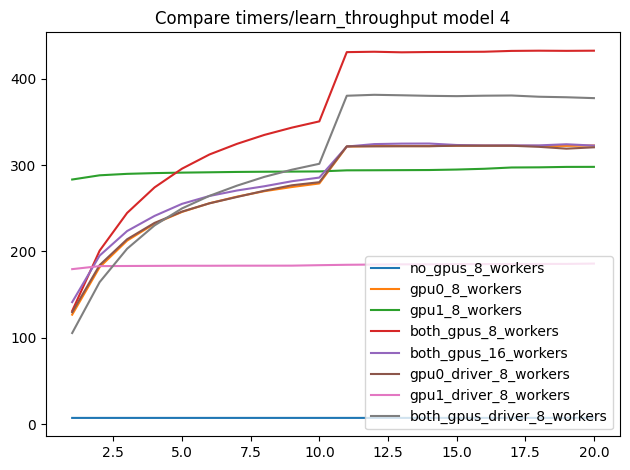 Compare timers/learn_throughput model 4
400
300
200
100
0
no_gpus_8_workers
gpu0_8_workers
gpu1_8_workers
both_gpus_8_workers
both_gpus_16_workers
gpu0_driver_8_workers
gpu1_driver_8_workers
both_gpus_driver_8_workers
2.5 5.0 7.5 10.0 12.5 15.0 17.5 20.0